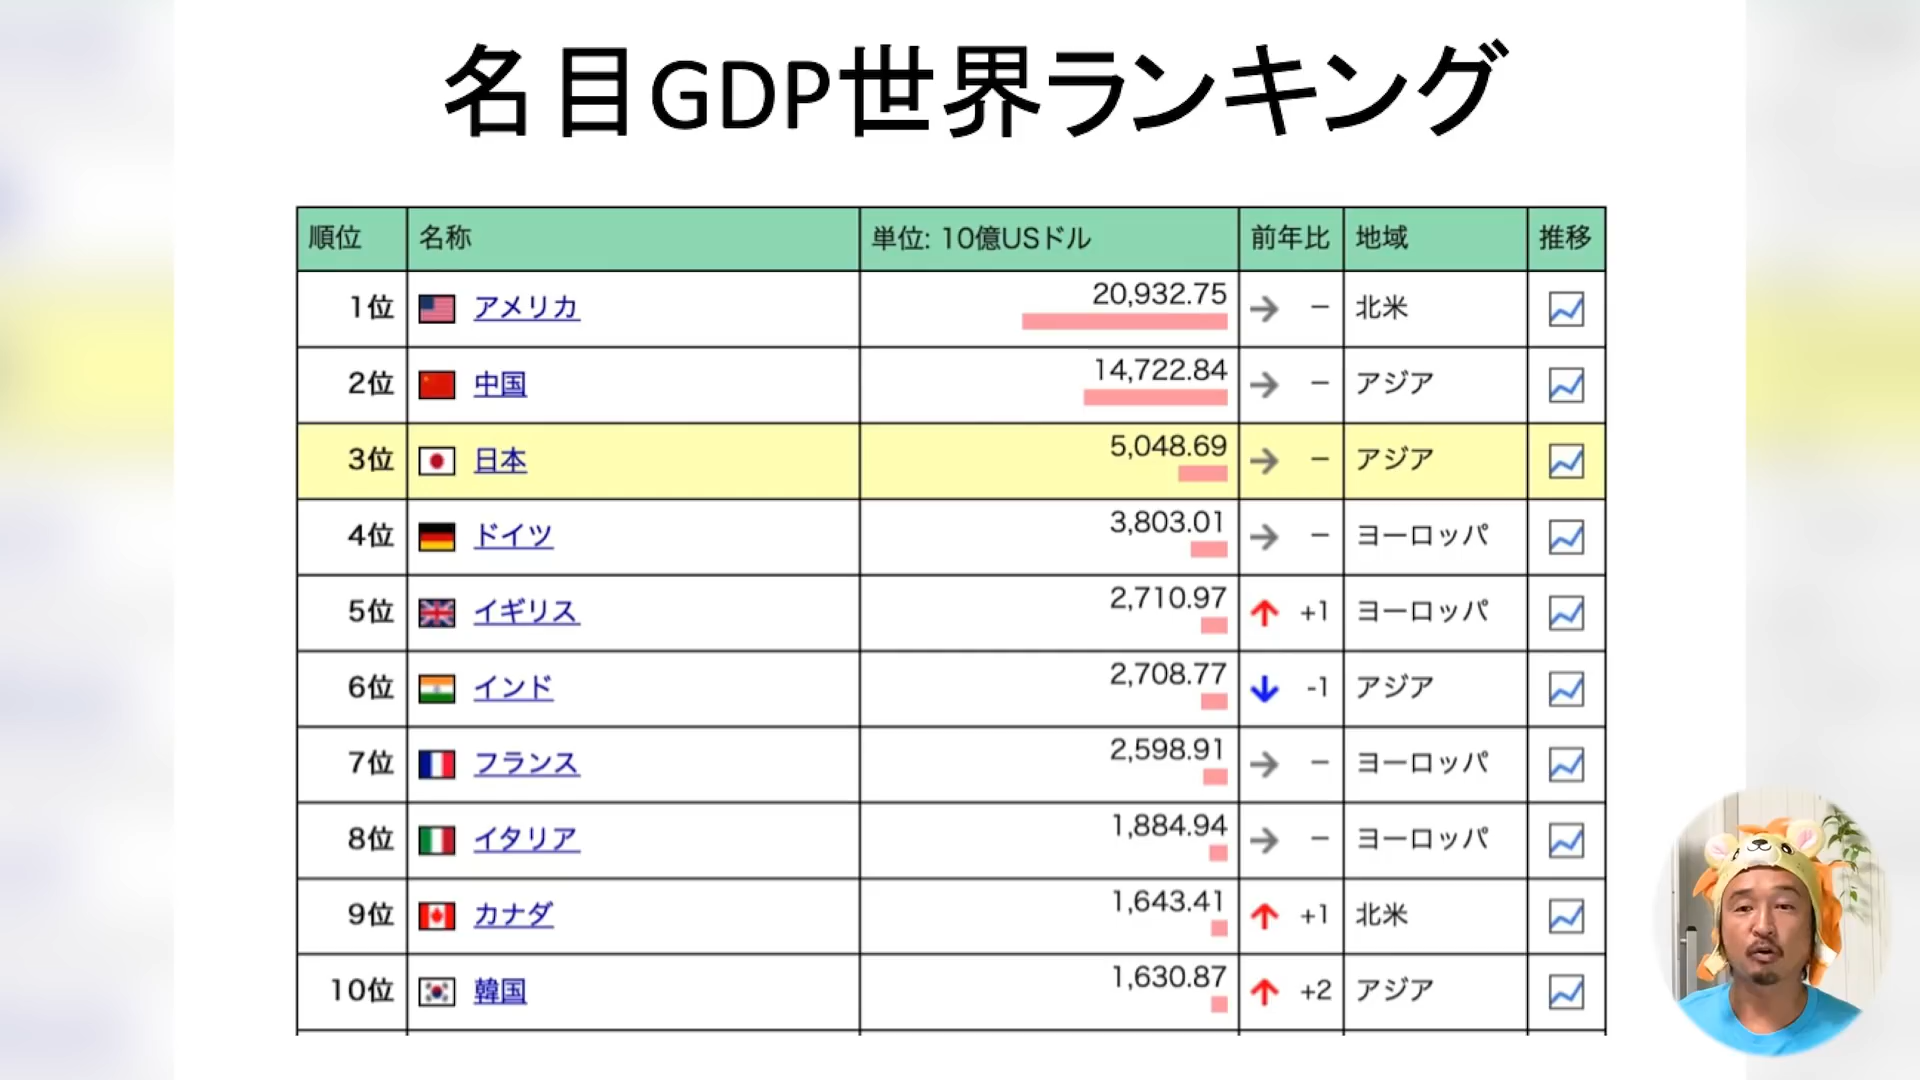 名目GDP世界ランキング
順位 名称 単位: 10億USドル 前年比 地域 推移
1位 アメリカ 20,932.75 → － 北米
2位 中国 14,722.84 → － アジア
3位 日本 5,048.69 → － アジア
4位 ドイツ 3,803.01 → － ヨーロッパ
5位 イギリス 2,710.97 ↑ +1 ヨーロッパ
6位 インド 2,708.77 ↓ -1 アジア
7位 フランス 2,598.91 → － ヨーロッパ
8位 イタリア 1,884.94 → － ヨーロッパ
9位 カナダ 1,643.41 ↑ +1 北米
10位 韓国 1,630.87 ↑ +2 アジア